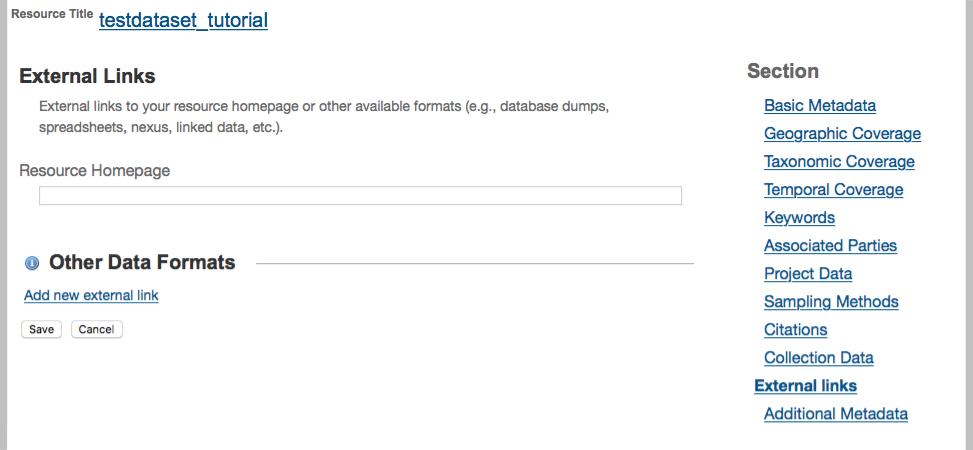 Resource Title testdataset_tutorial
External Links
External links to your resource homepage or other available formats (e.g., database dumps,
spreadsheets, nexus, linked data, etc.).
Resource Homepage
Other Data Formats
Add new external link
Save Cancel
Section
Basic Metadata
Geographic Coverage
Taxonomic Coverage
Temporal Coverage
Keywords
Associated Parties
Project Data
Sampling Methods
Citations
Collection Data
External links
Additional Metadata